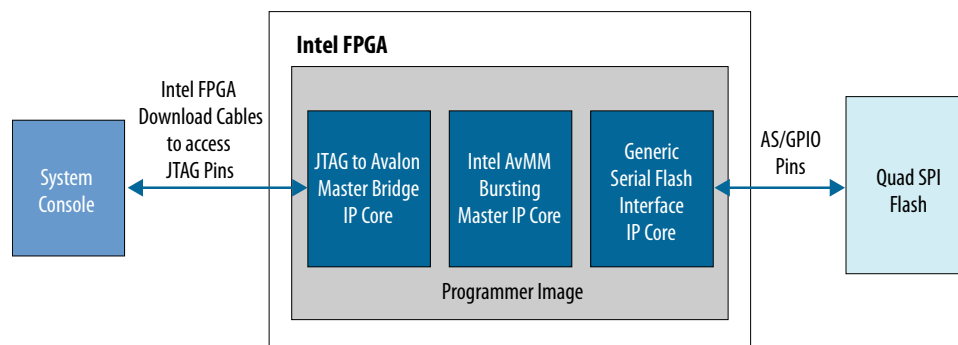 Intel FPGA
Intel FPGA
Download Cables
to access
JTAG Pins
System
Console
JTAG to Avalon
Master Bridge
IP Core
Intel AvMM
Bursting
Master IP Core
Generic
Serial Flash
Interface
IP Core
AS/GPIO
Pins
Quad SPI
Flash
Programmer Image